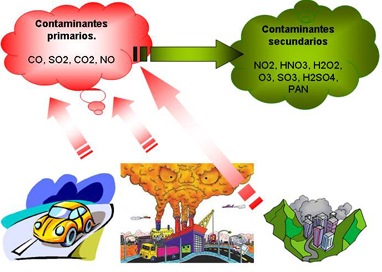 Contaminantes
primarios.
CO, SO2, CO2, NO
Contaminantes
secundarios
NO2, HNO3, H2O2,
O3, SO3, H2SO4,
PAN